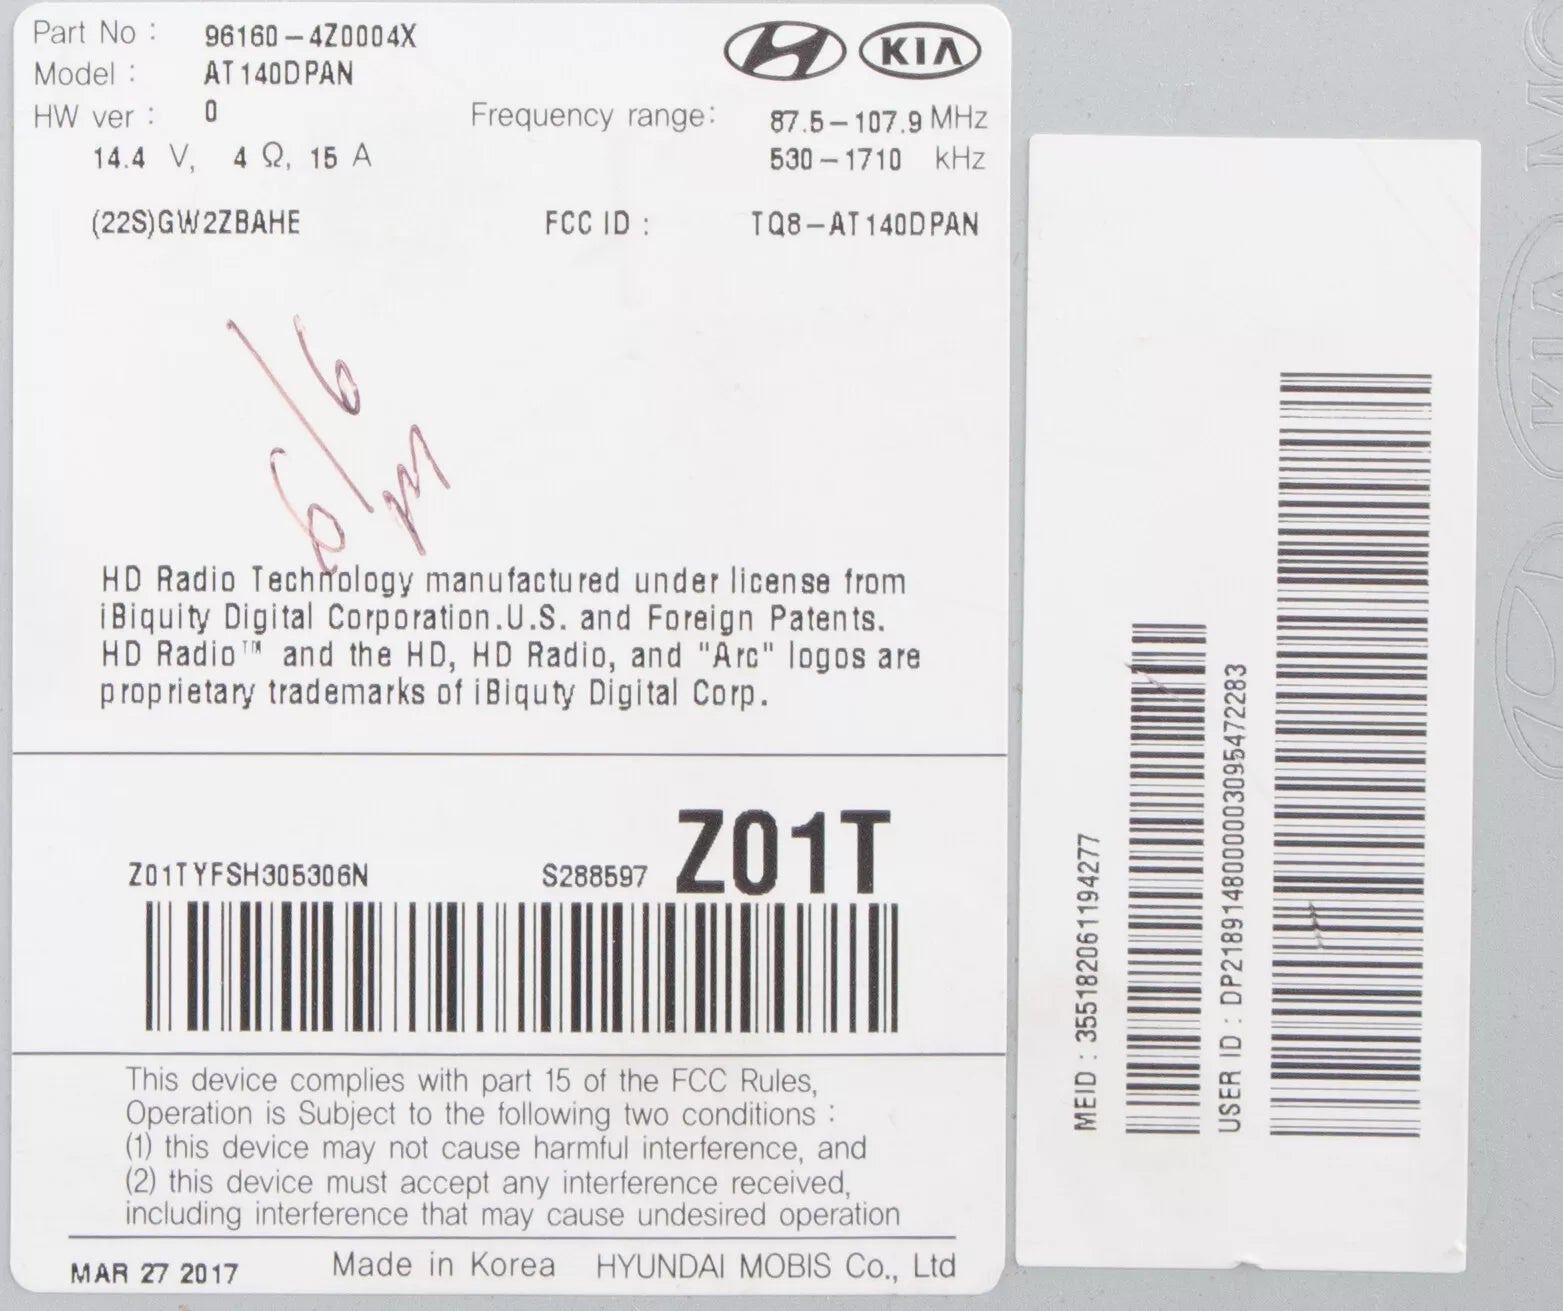 Part No : 96160-4Z0004X
KIA
Model : AT140DPAN
HW ver : 0
Frequency range: 87.5-107.9 MHz
14.4 V, 4 Ω, 15 A
530-1710 kHz
(22S)GW2ZBAHE
FCC ID : TQ8-AT140DPAN
6/6
HD Radio Technology manufactured under license from
iBiquity Digital Corporation.U.S. and Foreign Patents.
HD Radio™ and the HD, HD Radio, and "Arc" logos are
proprietary trademarks of iBiquty Digital Corp.
Z01T
Z01TYFSH305306N S288597
This device complies with part 15 of the FCC Rules,
Operation is Subject to the following two conditions :
(1) this device may not cause harmful interference, and
(2) this device must accept any interference received,
including interference that may cause undesired operation
MAR 27 2017 Made in Korea HYUNDAI MOBIS Co., Ltd
MEID : 355182061194277
USER ID : DP218914800000309547​2283
KIA